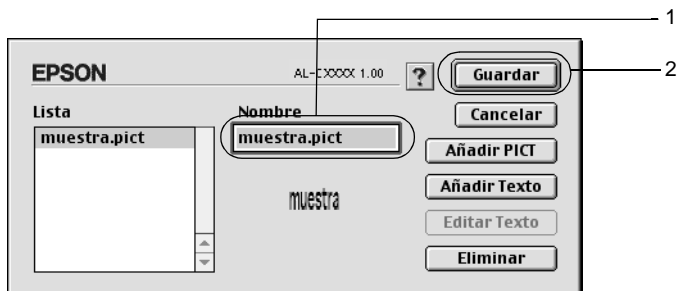 1
EPSON AL-CXXXX 1.00 ? Guardar 2
Lista Nombre Cancelar
muestra.pict muestra.pict Añadir PICT
muestra Añadir Texto
Editar Texto
Eliminar